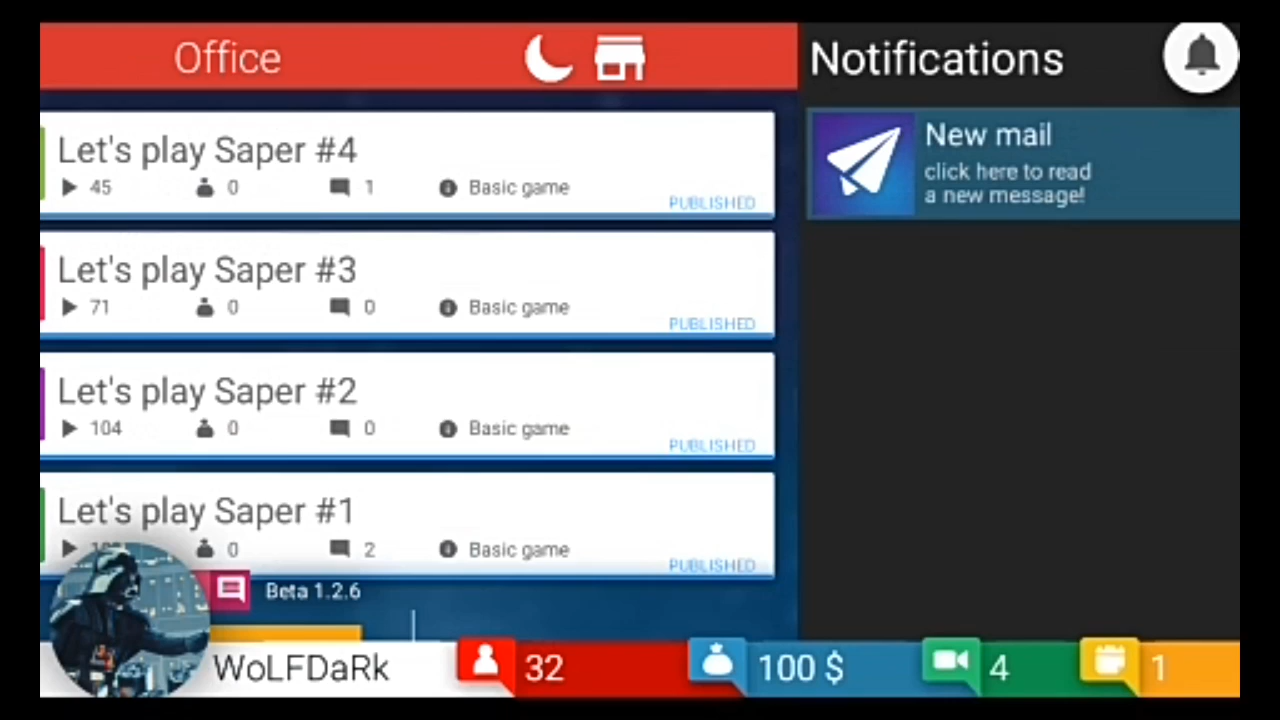 Office
Notifications
Let's play Saper #4
45 0 1 Basic game
PUBLISHED
New mail
click here to read
a new message!
Let's play Saper #3
71 0 0 Basic game
PUBLISHED
Let's play Saper #2
104 0 0 Basic game
PUBLISHED
Let's play Saper #1
0 2 Basic game
PUBLISHED
Beta 1.2.6
WoLFDaRk
32
100 $
4
1